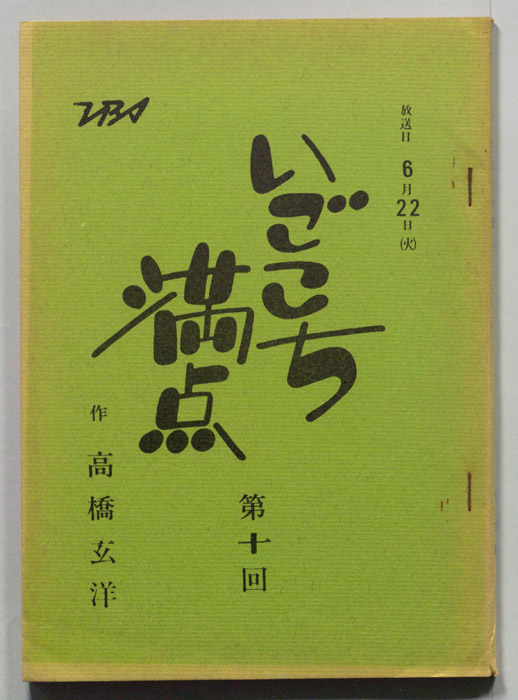 放送日 6月22日(火)
いごこち
満点
第十回
作 高橋玄洋
TBS